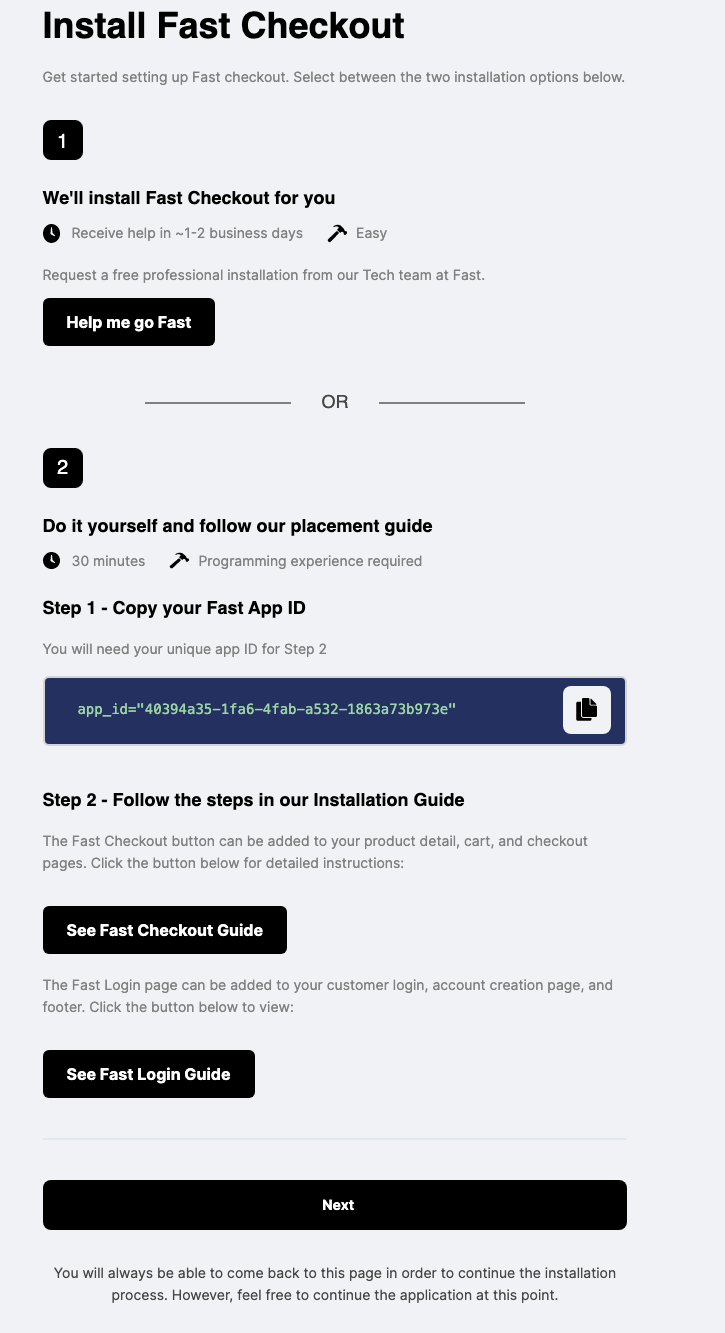 Install Fast Checkout
Get started setting up Fast checkout. Select between the two installation options below.
1
We'll install Fast Checkout for you
Receive help in ~1-2 business days Easy
Request a free professional installation from our Tech team at Fast.
Help me go Fast
OR
2
Do it yourself and follow our placement guide
30 minutes Programming experience required
Step 1 - Copy your Fast App ID
You will need your unique app ID for Step 2
app_id="40394a35-1fa6-4fab-a532-1863a73b973e"
Step 2 - Follow the steps in our Installation Guide
The Fast Checkout button can be added to your product detail, cart, and checkout
pages. Click the button below for detailed instructions:
See Fast Checkout Guide
The Fast Login page can be added to your customer login, account creation page, and
footer. Click the button below to view:
See Fast Login Guide
Next
You will always be able to come back to this page in order to continue the installation
process. However, feel free to continue the application at this point.